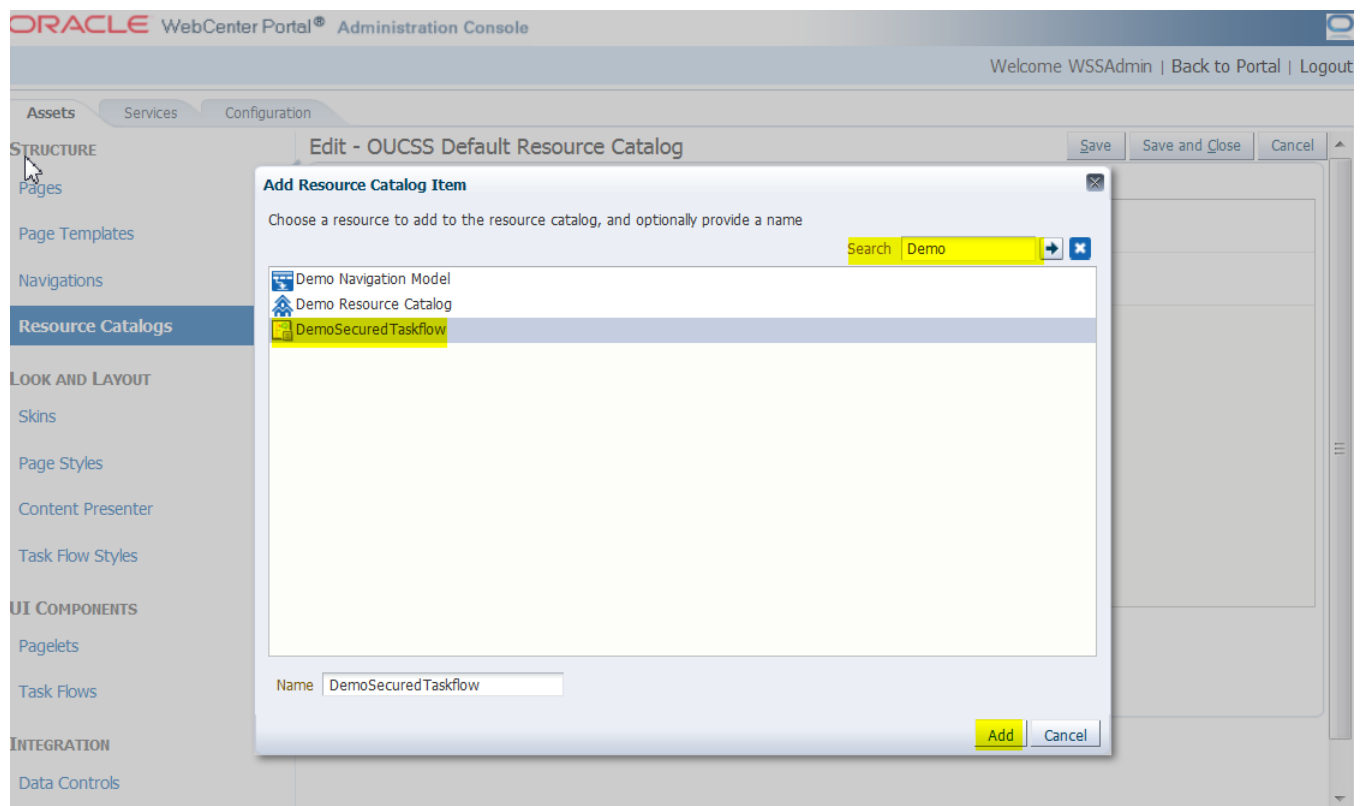 ORACLE WebCenter Portal® Administration Console
Welcome WSSAdmin | Back to Portal | Logout
Assets Services Configuration
STRUCTURE
Pages
Page Templates
Navigations
Resource Catalogs
LOOK AND LAYOUT
Skins
Page Styles
Content Presenter
Task Flow Styles
UI COMPONENTS
Pagelets
Task Flows
INTEGRATION
Data Controls
Edit - OUCSS Default Resource Catalog Save Save and Close Cancel
Add Resource Catalog Item
Choose a resource to add to the resource catalog, and optionally provide a name
Search Demo
Demo Navigation Model
Demo Resource Catalog
DemoSecuredTaskflow
Name DemoSecuredTaskflow
Add Cancel